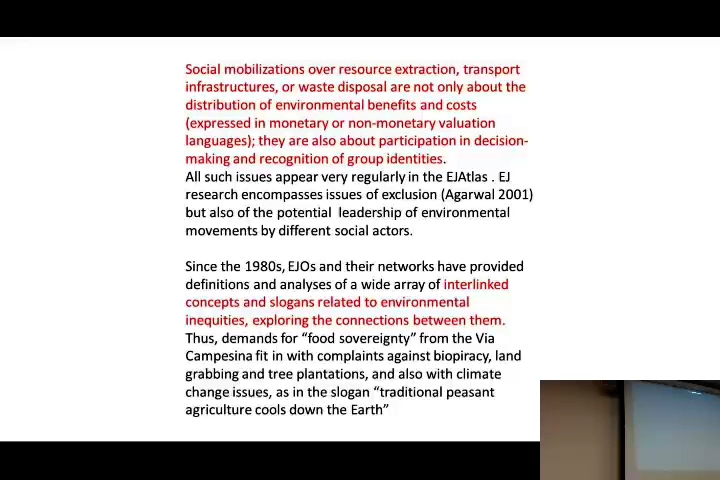 Social mobilizations over resource extraction, transport
infrastructures, or waste disposal are not only about the
distribution of environmental benefits and costs
(expressed in monetary or non-monetary valuation
languages); they are also about participation in decision-
making and recognition of group identities.
All such issues appear very regularly in the EJAtlas . EJ
research encompasses issues of exclusion (Agarwal 2001)
but also of the potential leadership of environmental
movements by different social actors.
Since the 1980s, EJOs and their networks have provided
definitions and analyses of a wide array of interlinked
concepts and slogans related to environmental
inequities, exploring the connections between them.
Thus, demands for “food sovereignty” from the Via
Campesina fit in with complaints against biopiracy, land
grabbing and tree plantations, and also with climate
change issues, as in the slogan “traditional peasant
agriculture cools down the Earth”